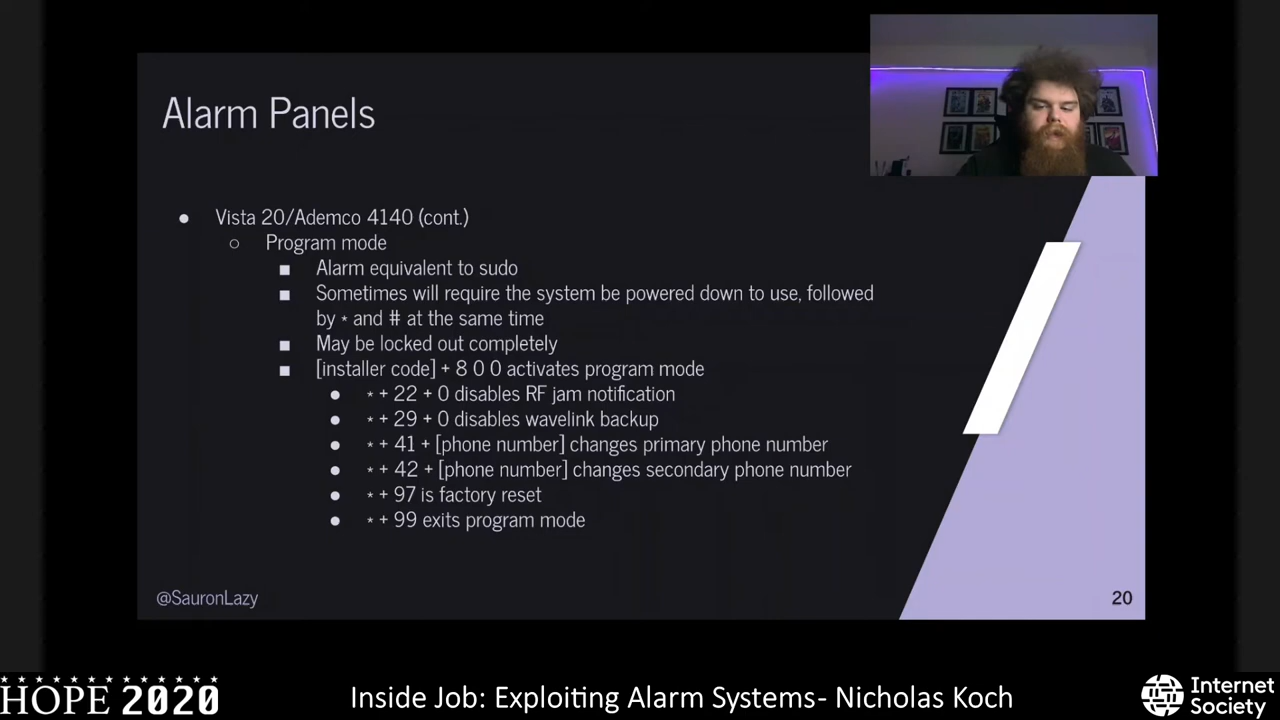 Alarm Panels
● Vista 20/Ademco 4140 (cont.)
○ Program mode
■ Alarm equivalent to sudo
■ Sometimes will require the system be powered down to use, followed
by * and # at the same time
■ May be locked out completely
■ [installer code] + 8 0 0 activates program mode
● * + 22 + 0 disables RF jam notification
● * + 29 + 0 disables wavelink backup
● * + 41 + [phone number] changes primary phone number
● * + 42 + [phone number] changes secondary phone number
● * + 97 is factory reset
● * + 99 exits program mode
@SauronLazy
20
HOPE 2020
Inside Job: Exploiting Alarm Systems- Nicholas Koch
Internet
Society